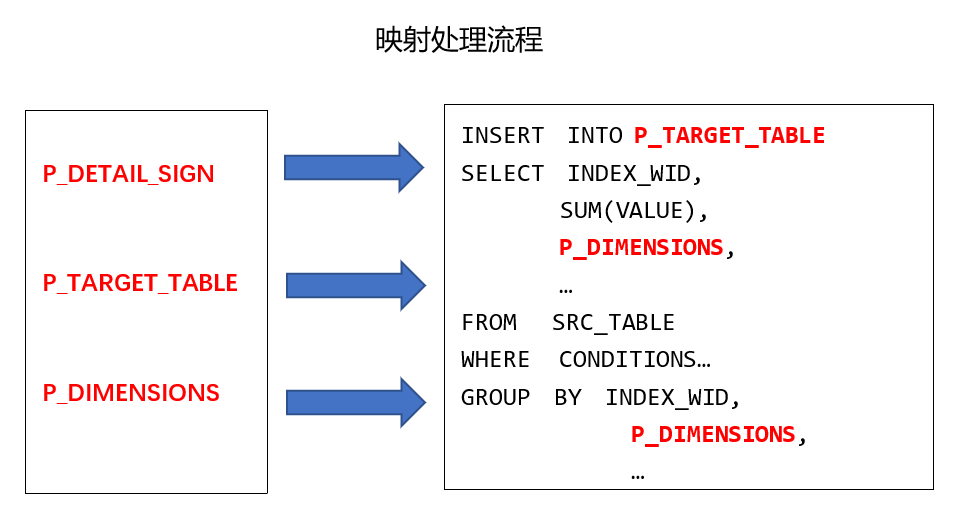 映射处理流程
P_DETAIL_SIGN
P_TARGET_TABLE
P_DIMENSIONS
INSERT INTO P_TARGET_TABLE
SELECT INDEX_WID,
SUM(VALUE),
P_DIMENSIONS,
…
FROM SRC_TABLE
WHERE CONDITIONS…
GROUP BY INDEX_WID,
P_DIMENSIONS,
…